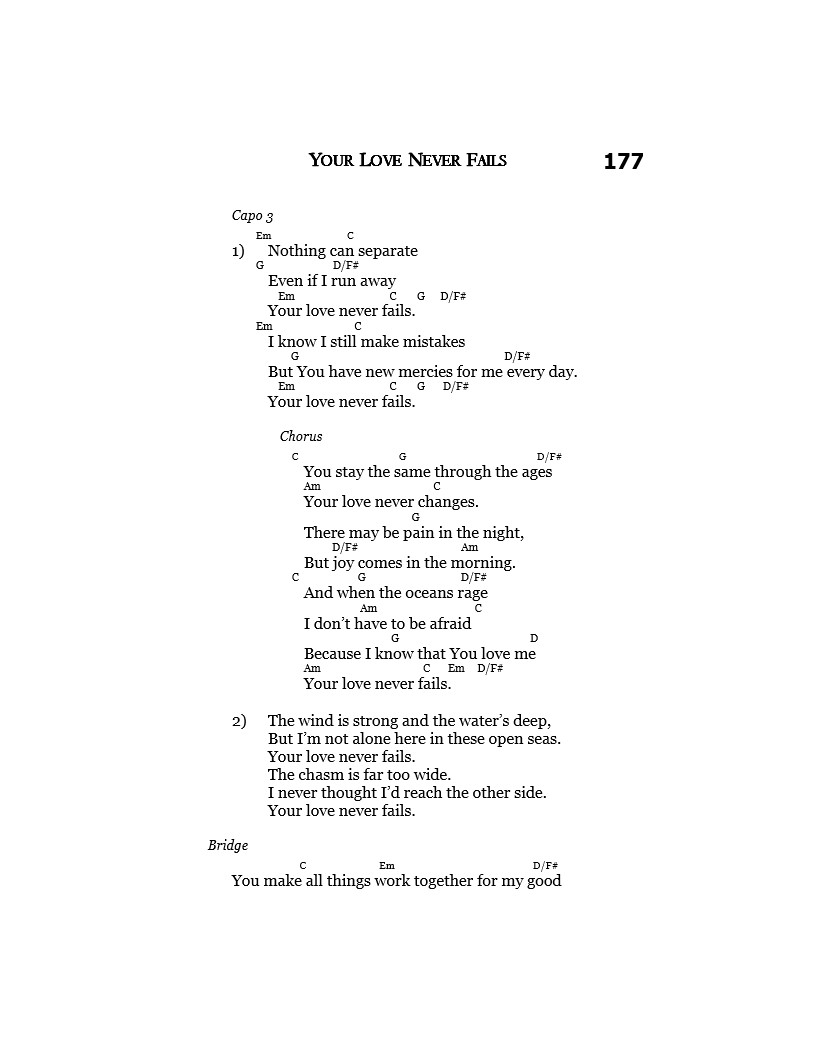 YOUR LOVE NEVER FAILS 177
Capo 3
Em C
1) Nothing can separate
G D/F#
Even if I run away
Em C G D/F#
Your love never fails.
Em C
I know I still make mistakes
G D/F#
But You have new mercies for me every day.
Em C G D/F#
Your love never fails.
Chorus
C G D/F#
You stay the same through the ages
Am C
Your love never changes.
G
There may be pain in the night,
D/F# Am
But joy comes in the morning.
C G D/F#
And when the oceans rage
Am C
I don't have to be afraid
G D
Because I know that You love me
Am C Em D/F#
Your love never fails.
2) The wind is strong and the water's deep,
But I'm not alone here in these open seas.
Your love never fails.
The chasm is far too wide.
I never thought I'd reach the other side.
Your love never fails.
Bridge
C Em D/F#
You make all things work together for my good